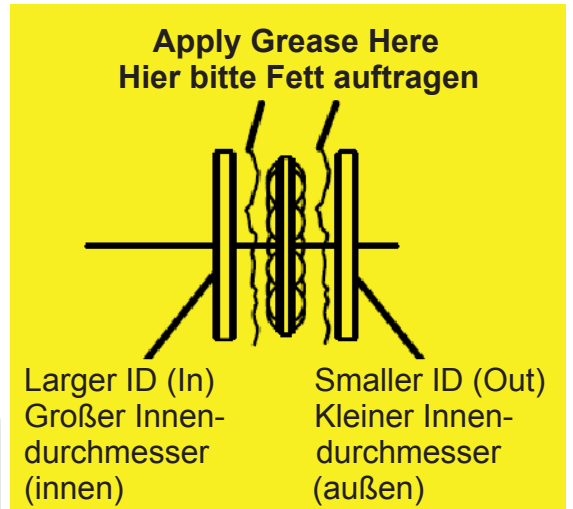 Apply Grease Here
Hier bitte Fett auftragen
Larger ID (In)
Großer Innen-
durchmesser
(innen)
Smaller ID (Out)
Kleiner Innen-
durchmesser
(außen)